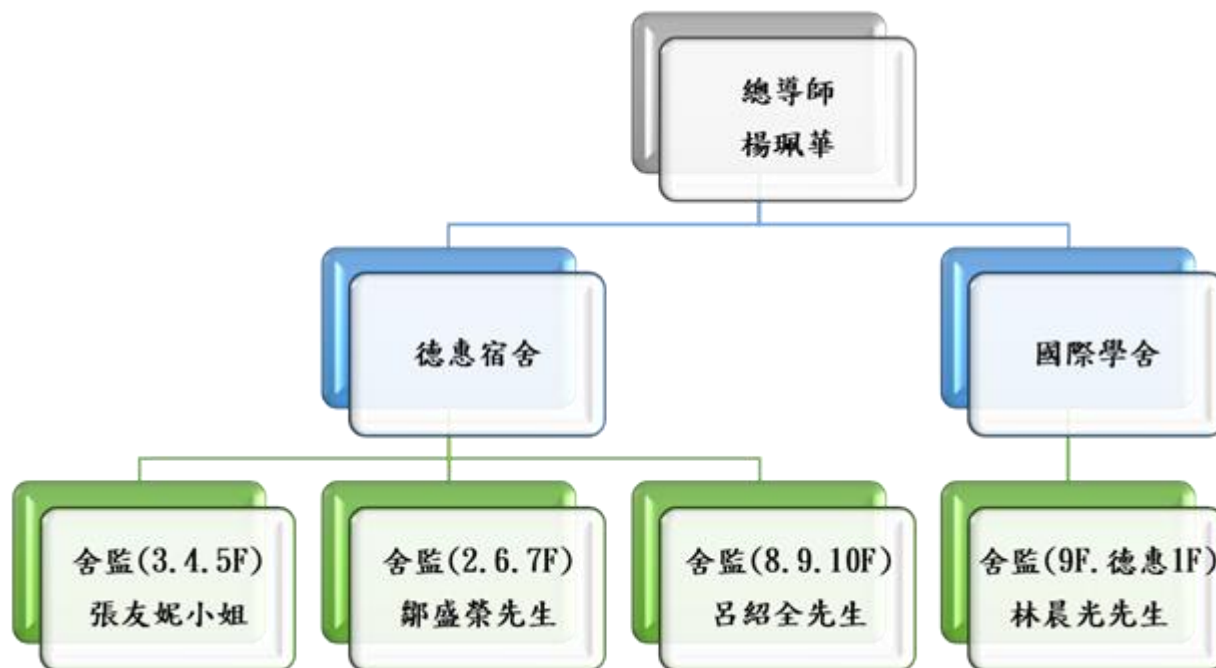 總導師
楊珮華
德惠宿舍
國際學舍
舍監(3.4.5F)
張友妮小姐
舍監(2.6.7F)
鄒盛榮先生
舍監(8.9.10F)
呂紹全先生
舍監(9F.德惠1F)
林晨光先生